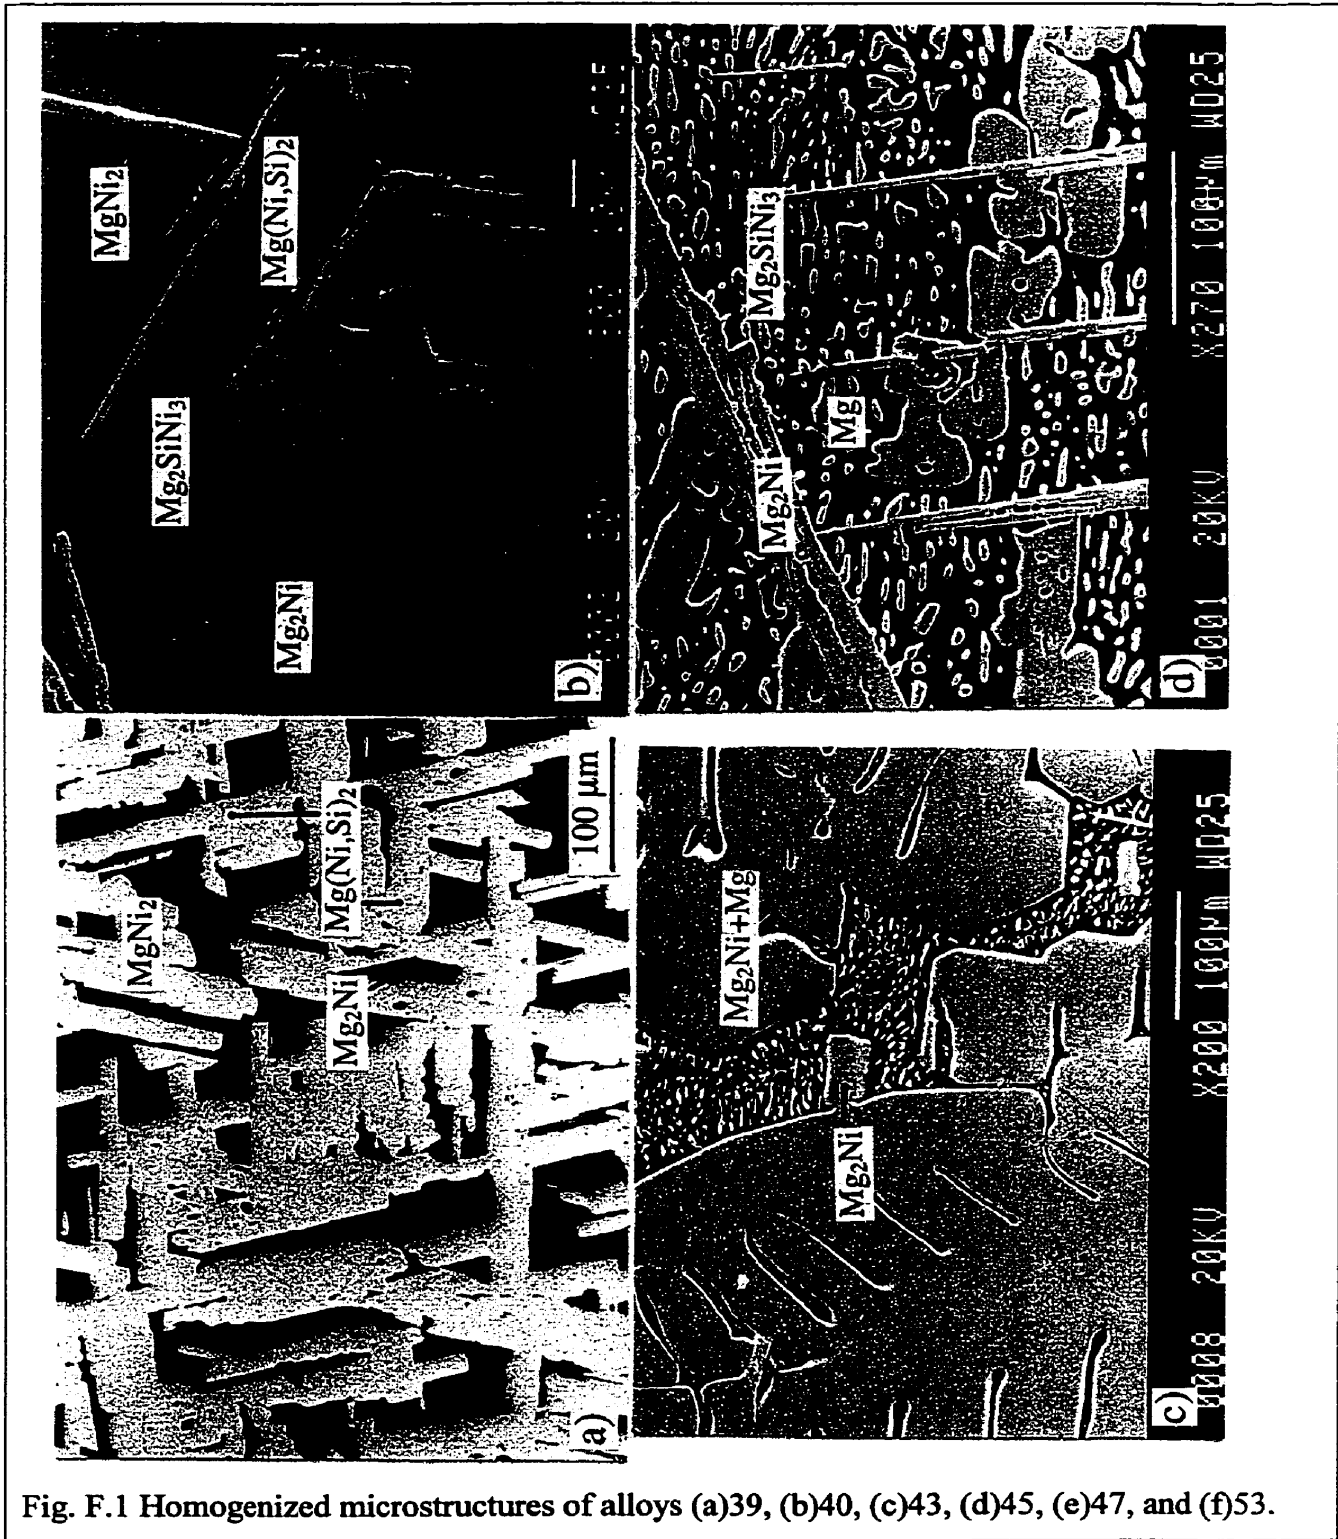 MgNi₂
Mg(Ni,Si)₂
Mg₂Ni
100 μm
a)
MgNi₂
Mg(Ni,Si)₂
Mg₂SiNi₃
Mg₂Ni
b)
Mg₂Ni+Mg
Mg₂Ni
c)
0008 20KV X200 100μm WD25
Mg₂SiNi₃
Mg
Mg₂Ni
d)
0001 20KV X270 100μm WD25
Fig. F.1 Homogenized microstructures of alloys (a)39, (b)40, (c)43, (d)45, (e)47, and (f)53.